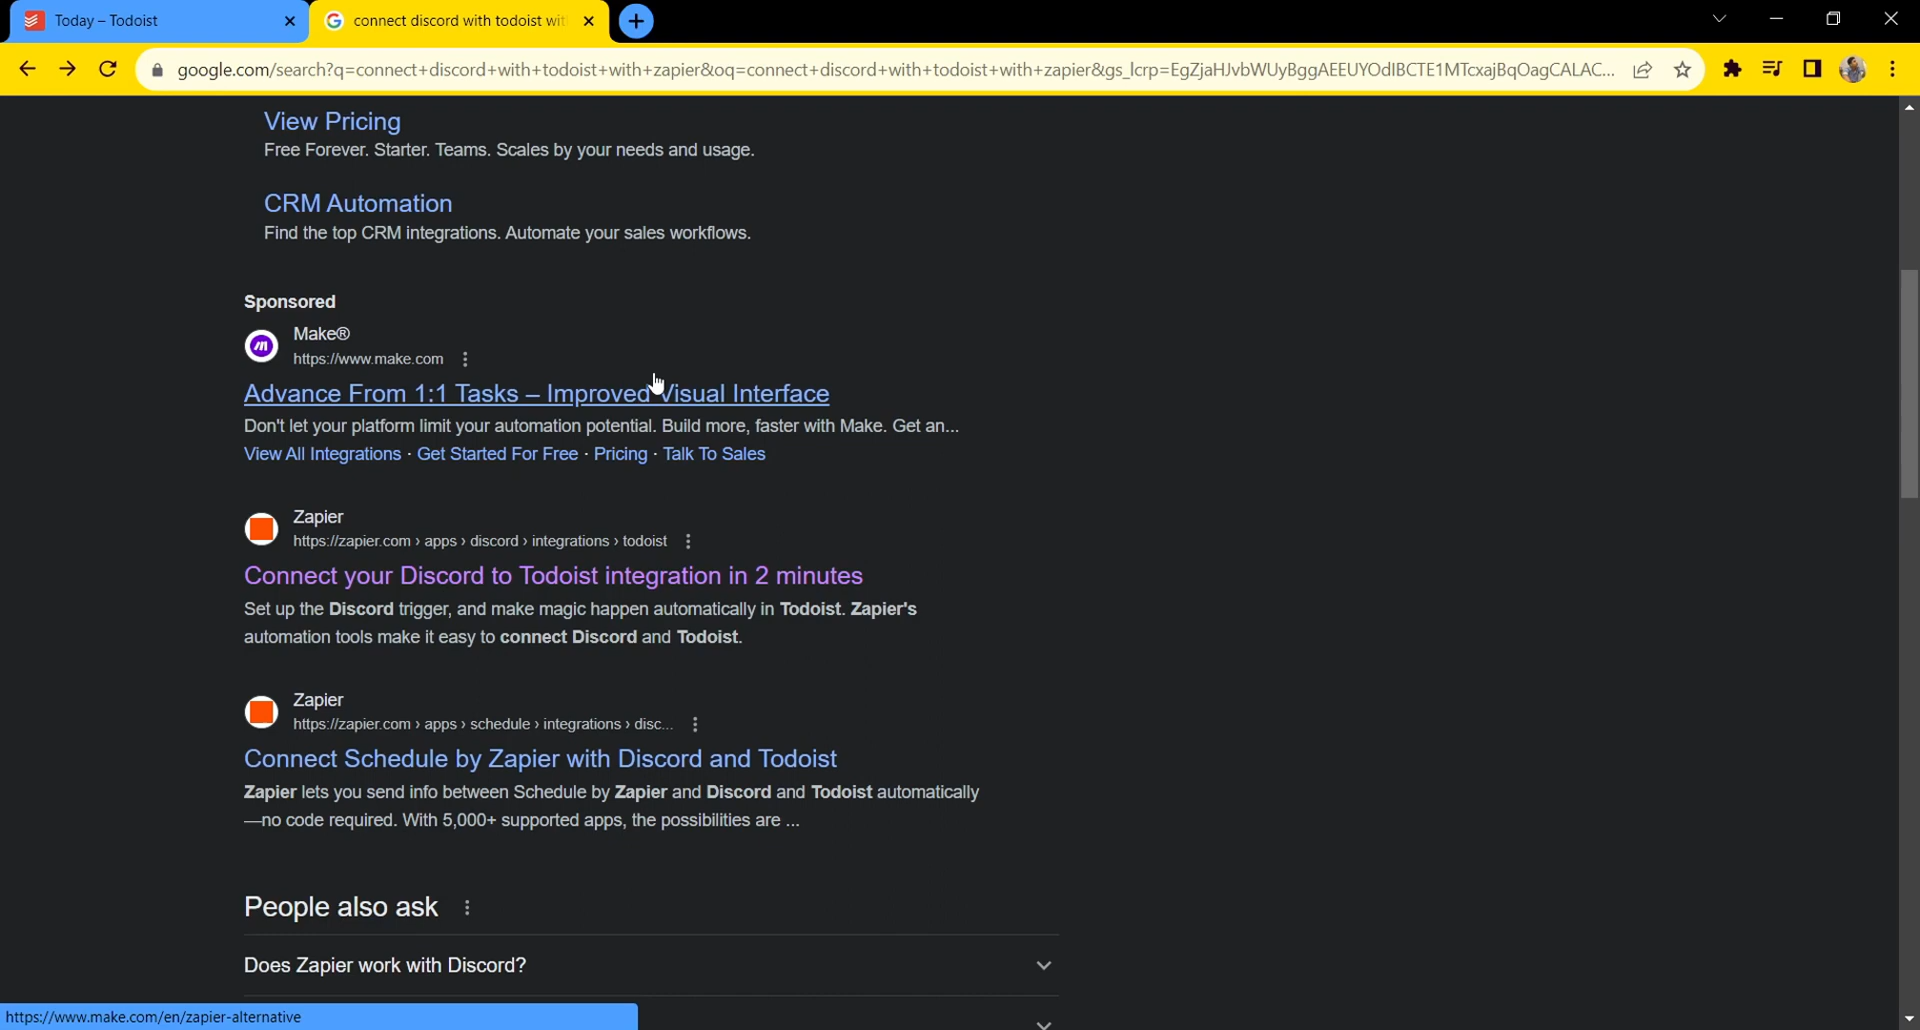 Today – Todoist
connect discord with todoist wit
google.com/search?q=connect+discord+with+todoist+with+zapier&oq=connect+discord+with+todoist+with+zapier&gs_lcrp=EgZjaHJvbWUyBggAEEUYOdIBCTE1MTcxajBqOagCALAC...
View Pricing
Free Forever. Starter. Teams. Scales by your needs and usage.
CRM Automation
Find the top CRM integrations. Automate your sales workflows.
Sponsored
Make®
https://www.make.com
Advance From 1:1 Tasks – Improved Visual Interface
Don't let your platform limit your automation potential. Build more, faster with Make. Get an...
View All Integrations · Get Started For Free · Pricing · Talk To Sales
Zapier
https://zapier.com › apps › discord › integrations › todoist
Connect your Discord to Todoist integration in 2 minutes
Set up the Discord trigger, and make magic happen automatically in Todoist. Zapier's
automation tools make it easy to connect Discord and Todoist.
Zapier
https://zapier.com › apps › schedule › integrations › disc...
Connect Schedule by Zapier with Discord and Todoist
Zapier lets you send info between Schedule by Zapier and Discord and Todoist automatically
—no code required. With 5,000+ supported apps, the possibilities are ...
People also ask
Does Zapier work with Discord?
https://www.make.com/en/zapier-alternative